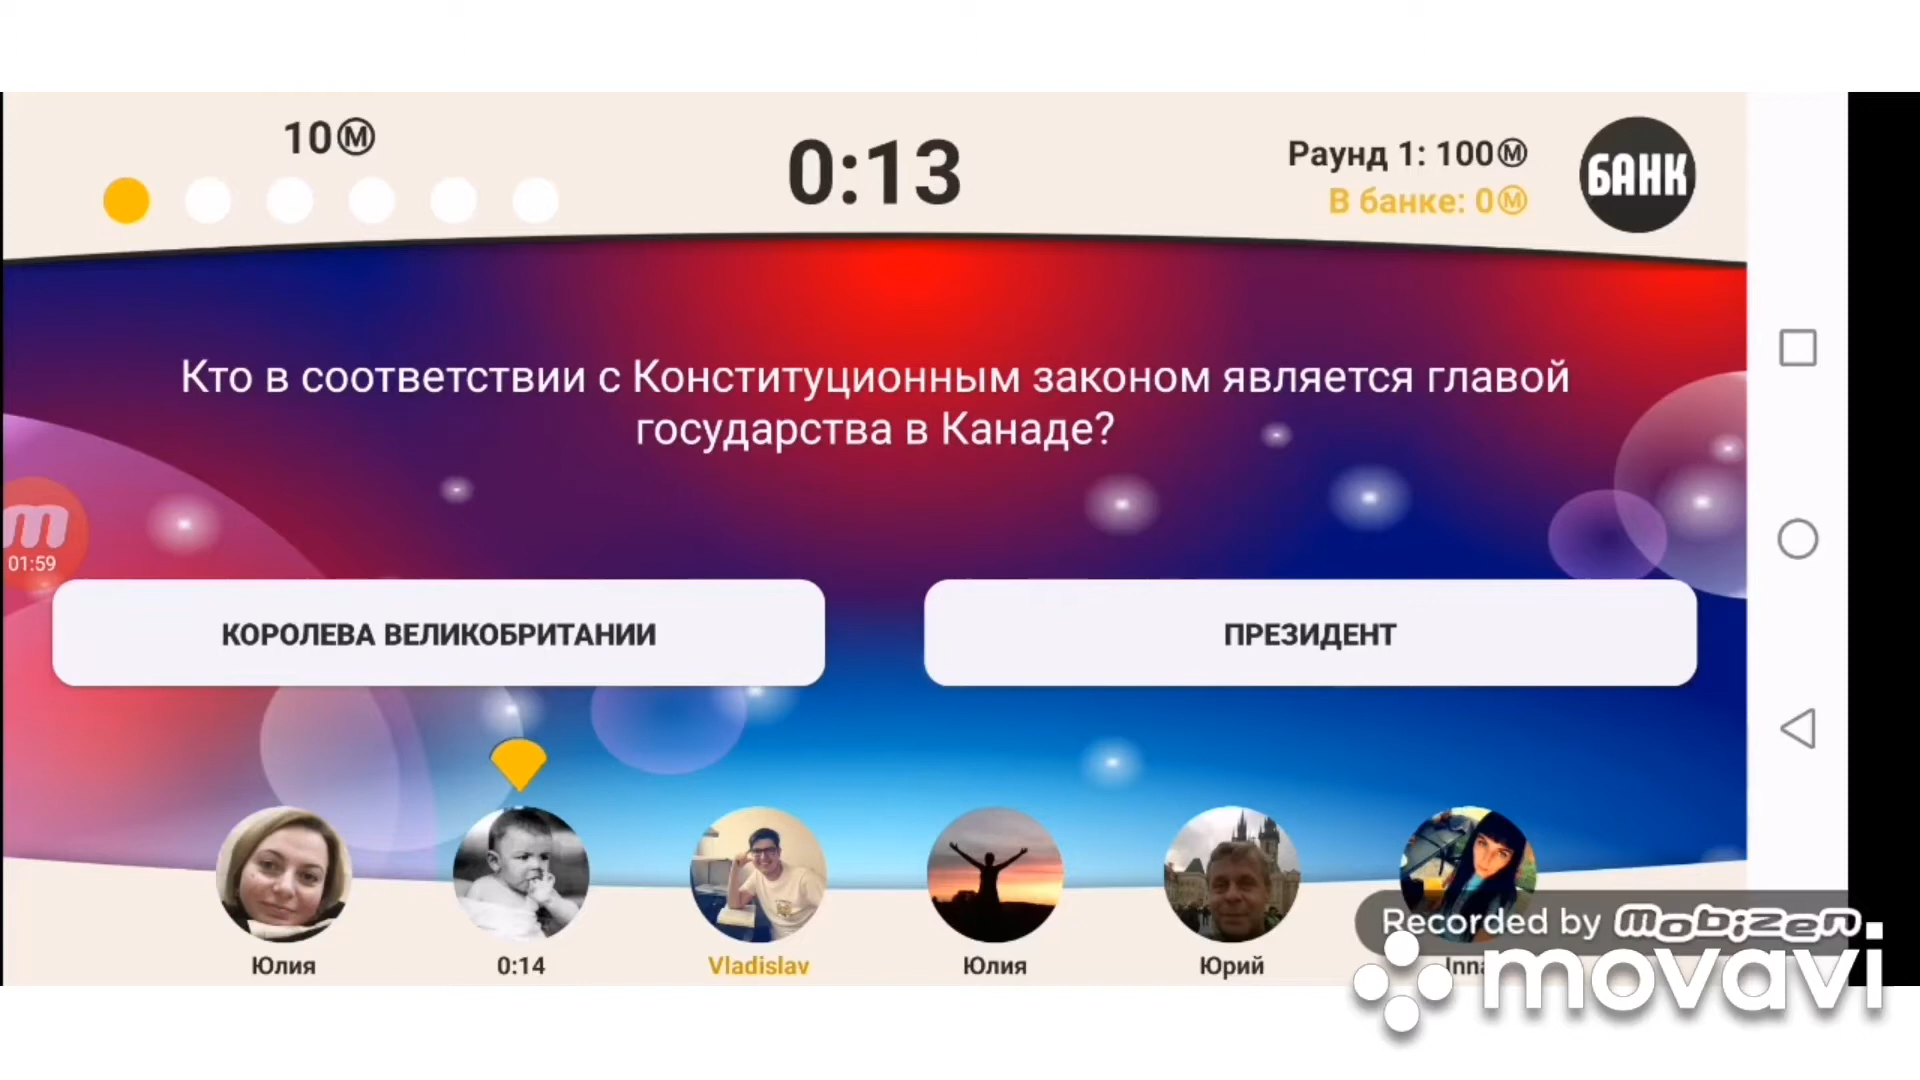 10Ⓜ
0:13
Раунд 1: 100Ⓜ
В банке: 0Ⓜ
БАНК
Кто в соответствии с Конституционным законом является главой
государства в Канаде?
m
01:59
КОРОЛЕВА ВЕЛИКОБРИТАНИИ
ПРЕЗИДЕНТ
Юлия
0:14
Vladislav
Юлия
Юрий
Recorded by mobizen
movavi